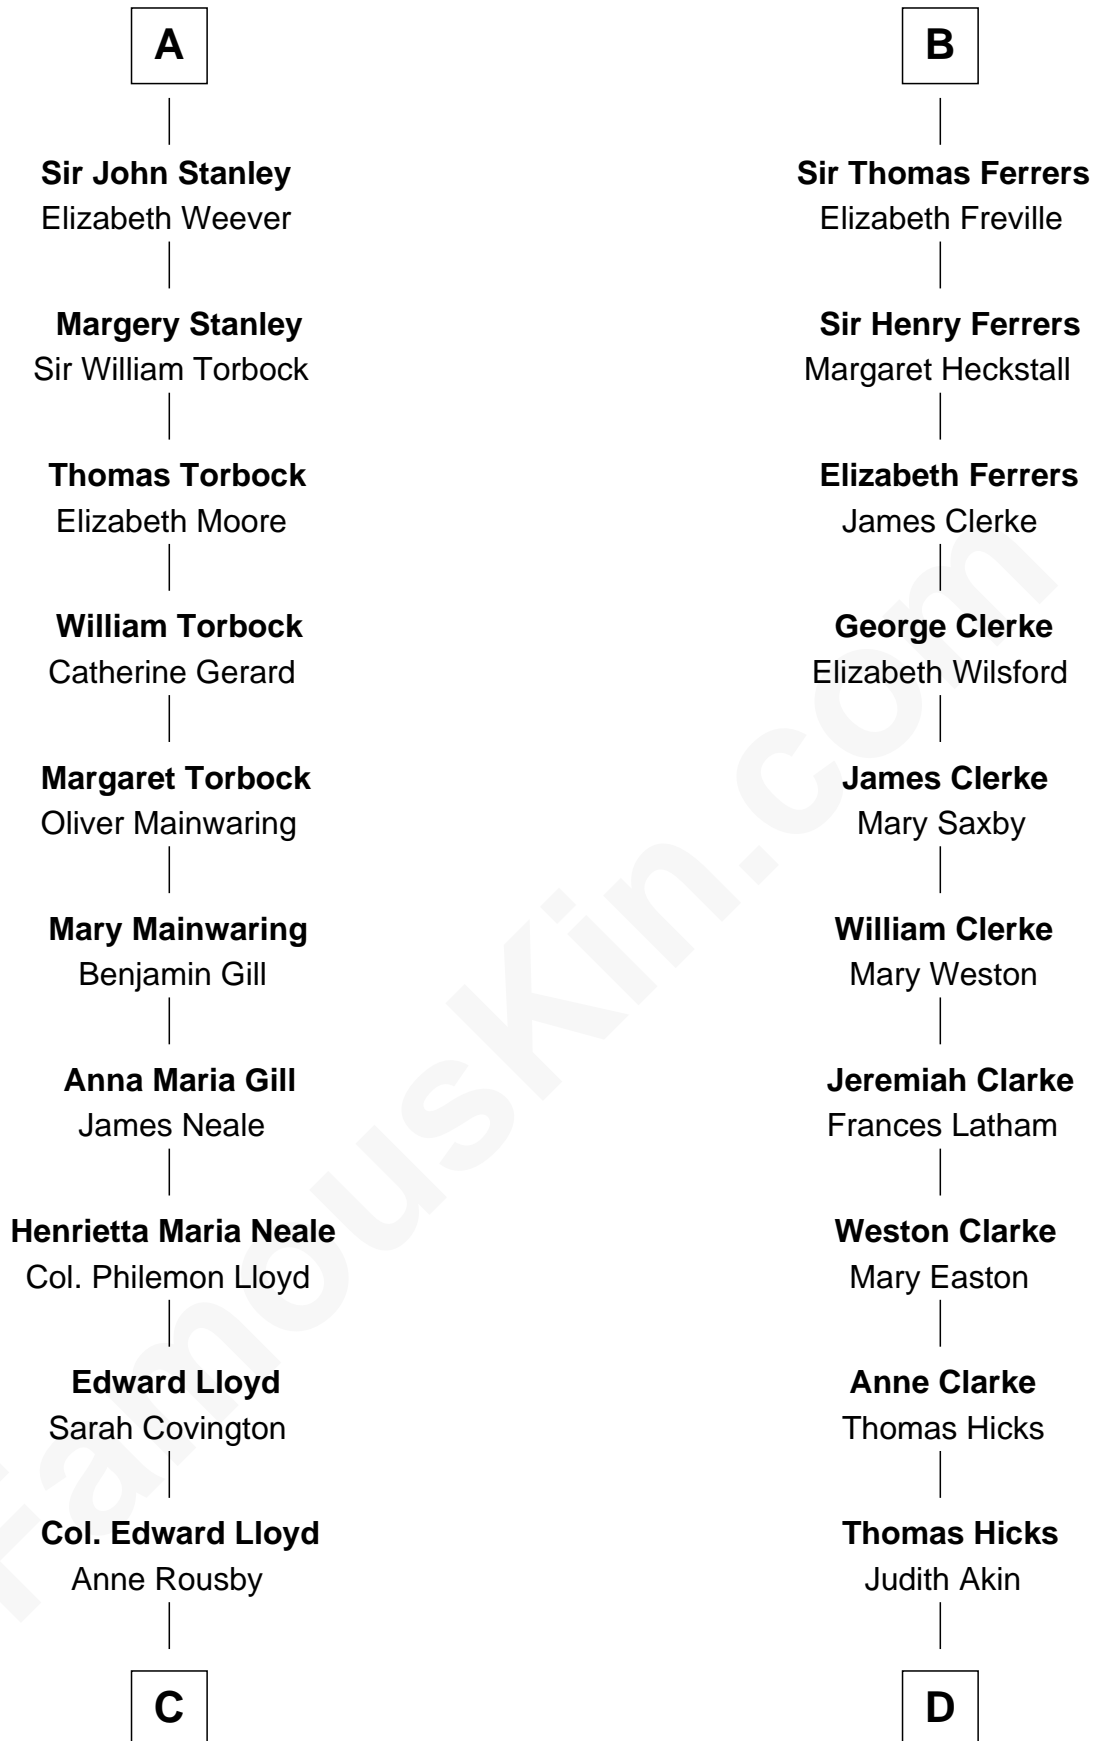 A
Sir John Stanley
Elizabeth Weever
Margery Stanley
Sir William Torbock
Thomas Torbock
Elizabeth Moore
William Torbock
Catherine Gerard
Margaret Torbock
Oliver Mainwaring
Mary Mainwaring
Benjamin Gill
Anna Maria Gill
James Neale
Henrietta Maria Neale
Col. Philemon Lloyd
Edward Lloyd
Sarah Covington
Col. Edward Lloyd
Anne Rousby
C
B
Sir Thomas Ferrers
Elizabeth Freville
Sir Henry Ferrers
Margaret Heckstall
Elizabeth Ferrers
James Clerke
George Clerke
Elizabeth Wilsford
James Clerke
Mary Saxby
William Clerke
Mary Weston
Jeremiah Clarke
Frances Latham
Weston Clarke
Mary Easton
Anne Clarke
Thomas Hicks
Thomas Hicks
Judith Akin
D
FamousKin.com